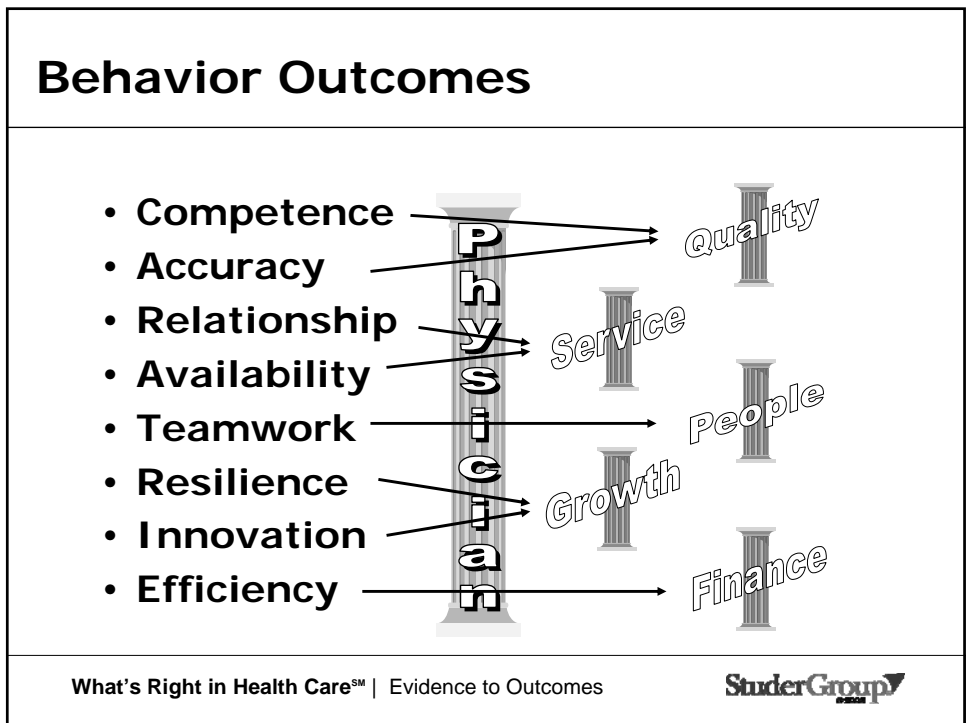 Behavior Outcomes
• Competence
• Accuracy
• Relationship
• Availability
• Teamwork
• Resilience
• Innovation
• Efficiency
Physician
Quality
Service
People
Growth
Finance
What's Right in Health Care℠ | Evidence to Outcomes
StuderGroup